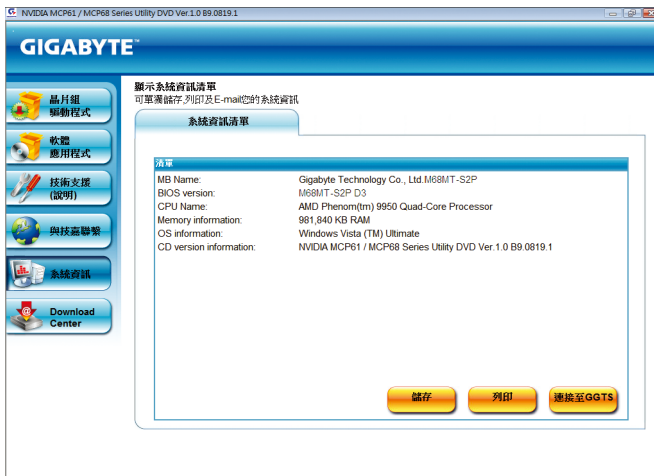 NVIDIA MCP61 / MCP68 Series Utility DVD Ver.1.0 B9.0819.1
GIGABYTE™
晶片組
驅動程式
軟體
應用程式
技術支援
(說明)
與技嘉聯繫
系統資訊
Download
Center
顯示系統資訊清單
可單獨儲存,列印及E-mail您的系統資訊
系統資訊清單
清單
MB Name: Gigabyte Technology Co., Ltd.M68MT-S2P
BIOS version: M68MT-S2P D3
CPU Name: AMD Phenom(tm) 9950 Quad-Core Processor
Memory information: 981,840 KB RAM
OS information: Windows Vista (TM) Ultimate
CD version information: NVIDIA MCP61 / MCP68 Series Utility DVD Ver.1.0 B9.0819.1
儲存 列印 連接至GGTS